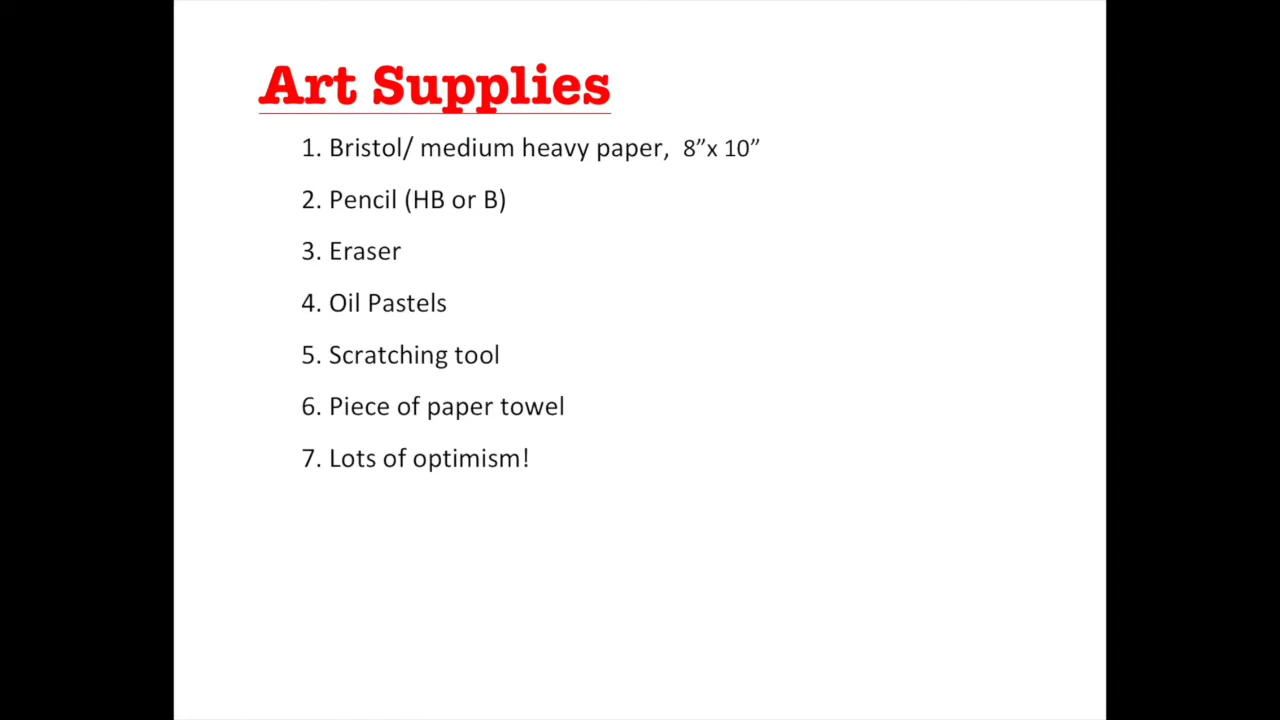 Art Supplies
1. Bristol/ medium heavy paper, 8”x 10”
2. Pencil (HB or B)
3. Eraser
4. Oil Pastels
5. Scratching tool
6. Piece of paper towel
7. Lots of optimism!